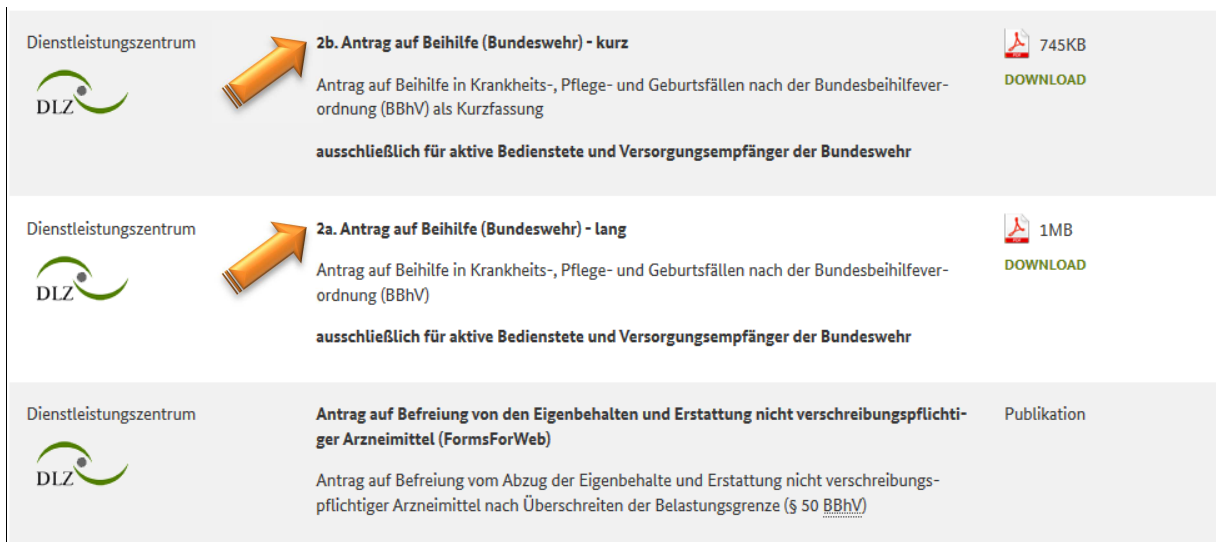 Dienstleistungszentrum
DLZ
2b. Antrag auf Beihilfe (Bundeswehr) - kurz
Antrag auf Beihilfe in Krankheits-, Pflege- und Geburtsfällen nach der Bundesbeihilfever-
ordnung (BBhV) als Kurzfassung
ausschließlich für aktive Bedienstete und Versorgungsempfänger der Bundeswehr
PDF
745KB
DOWNLOAD
Dienstleistungszentrum
DLZ
2a. Antrag auf Beihilfe (Bundeswehr) - lang
Antrag auf Beihilfe in Krankheits-, Pflege- und Geburtsfällen nach der Bundesbeihilfever-
ordnung (BBhV)
ausschließlich für aktive Bedienstete und Versorgungsempfänger der Bundeswehr
PDF
1MB
DOWNLOAD
Dienstleistungszentrum
DLZ
Antrag auf Befreiung von den Eigenbehalten und Erstattung nicht verschreibungspflichti-
ger Arzneimittel (FormsForWeb)
Antrag auf Befreiung vom Abzug der Eigenbehalte und Erstattung nicht verschreibungs-
pflichtiger Arzneimittel nach Überschreiten der Belastungsgrenze (§ 50 BBhV)
Publikation